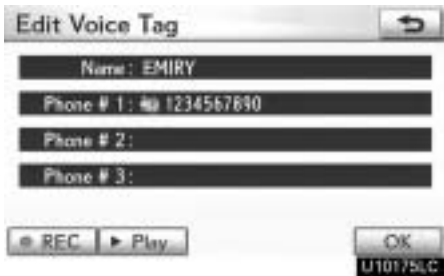 Edit Voice Tag
Name: EMIRY
Phone # 1: 1234567890
Phone # 2:
Phone # 3:
REC Play OK
U10175LC